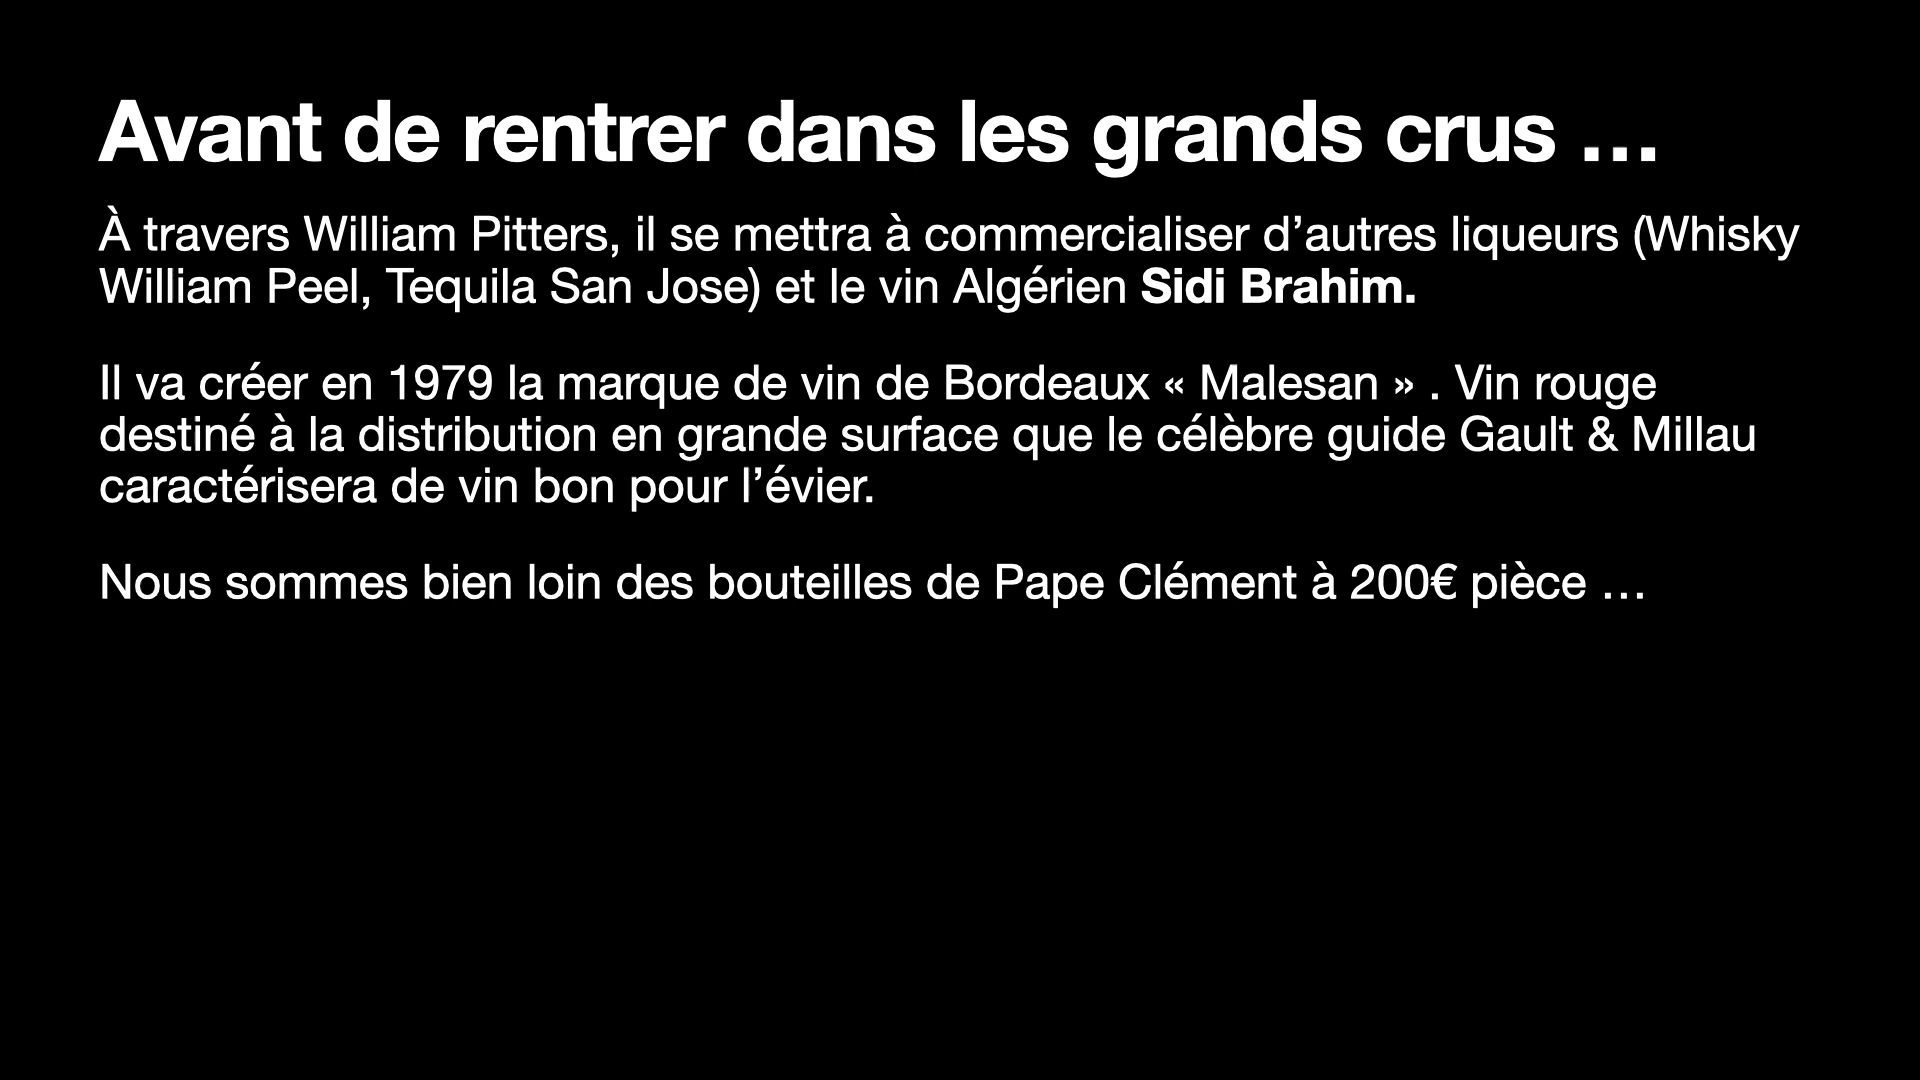 Avant de rentrer dans les grands crus …
À travers William Pitters, il se mettra à commercialiser d’autres liqueurs (Whisky
William Peel, Tequila San Jose) et le vin Algérien Sidi Brahim.
Il va créer en 1979 la marque de vin de Bordeaux « Malesan » . Vin rouge
destiné à la distribution en grande surface que le célèbre guide Gault & Millau
caractérisera de vin bon pour l’évier.
Nous sommes bien loin des bouteilles de Pape Clément à 200€ pièce …